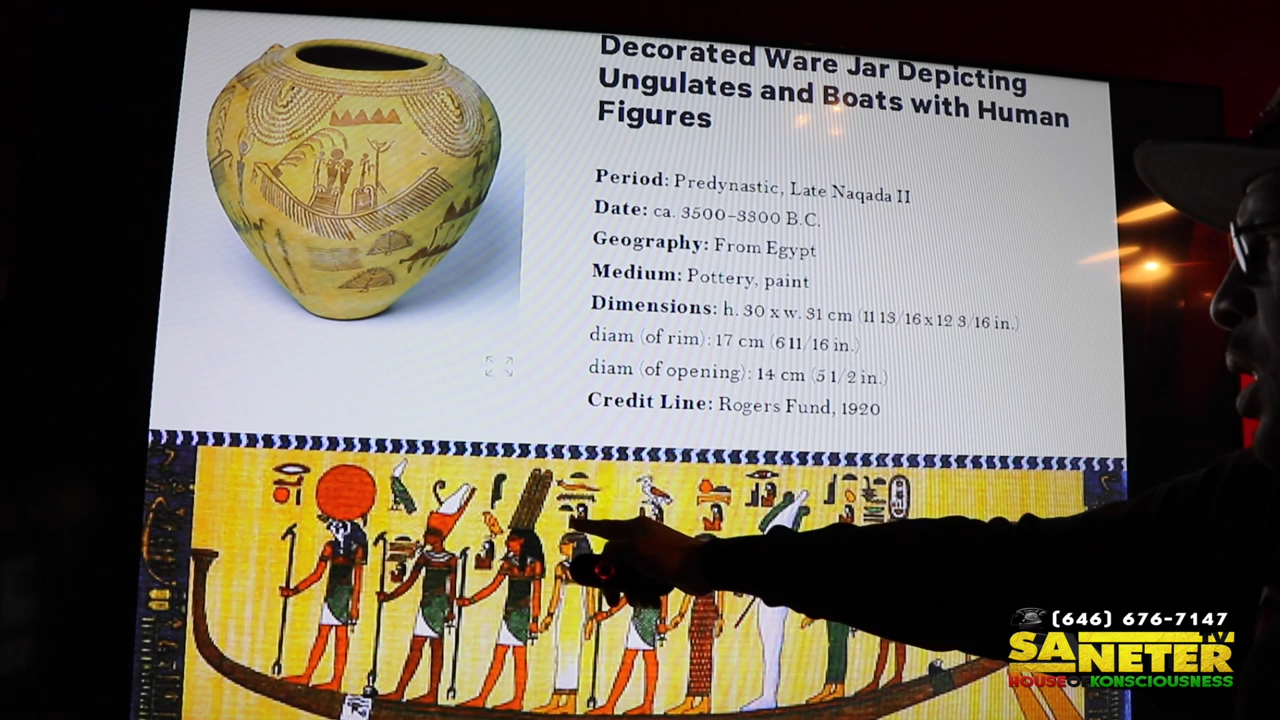 Decorated Ware Jar Depicting
Ungulates and Boats with Human
Figures
Period: Predynastic, Late Naqada II
Date: ca. 3500–3300 B.C.
Geography: From Egypt
Medium: Pottery, paint
Dimensions: h. 30 x w. 31 cm (11 13/16 x 12 3/16 in.)
diam (of rim): 17 cm (6 11/16 in.)
diam (of opening): 14 cm (5 1/2 in.)
Credit Line: Rogers Fund, 1920
(646) 676-7147
SANETER TV
HOUSE OF KONSCIOUSNESS